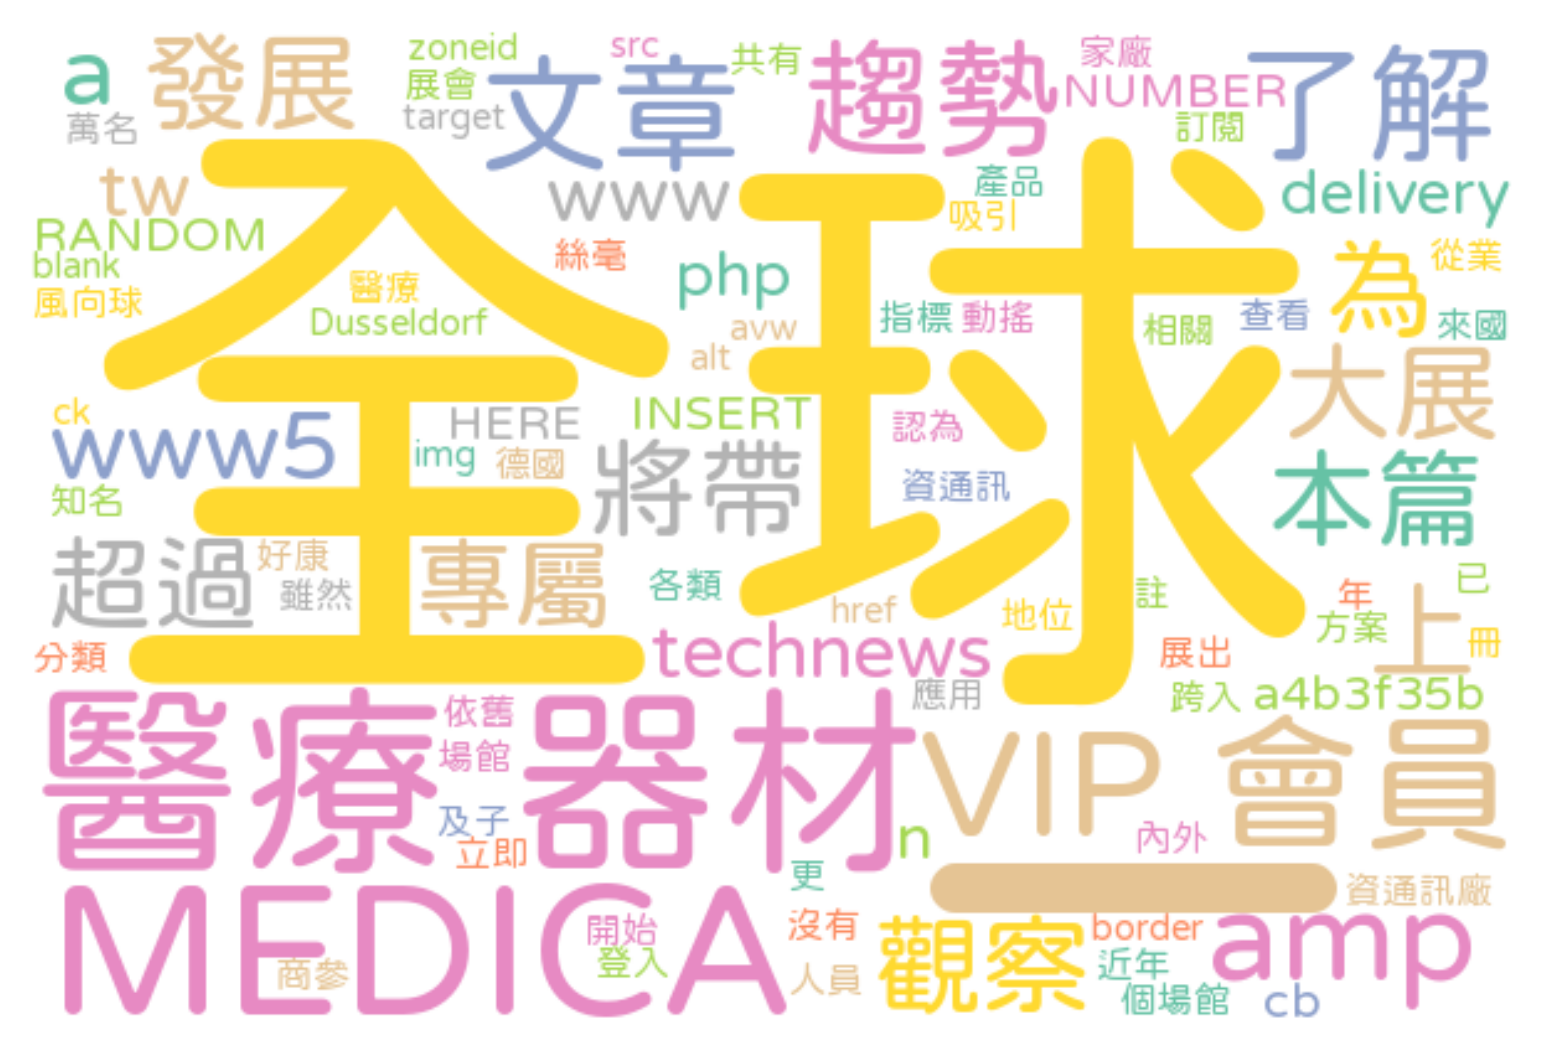 a 發展 zoneid 文章 src 共有 趨勢 家廠 了解
萬名 展會 target NUMBER 訂閱
tw www 產品 吸引 delivery
RANDOM 絲毫 為 從業
blank 醫療 php
風向球 Dusseldorf avw 指標 動搖 相關 查看 來國
全球
alt 大展
ck HERE INSERT 認為
www5 img 德國 將帶 資通訊 本篇
知名
超過 好康 專屬 各類 註 年 已
雖然 href 地位 方案 上 冊
分類 technews 展出
應用 跨入 a4b3f35b
醫療器材 依舊 VIP 會員
場館
及子 n 內外
立即 更 一 資通訊廠
MEDICA 開始 沒有 觀察 border amp
商參 登入 人員 近年
個場館 cb